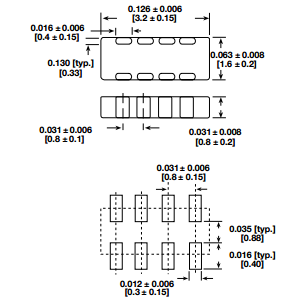 0.126 ± 0.006
[3.2 ± 0.15]
0.016 ± 0.006
[0.4 ± 0.15]
0.130 [typ.]
[0.33]
0.063 ± 0.008
[1.6 ± 0.2]
0.031 ± 0.006
[0.8 ± 0.1]
0.031 ± 0.008
[0.8 ± 0.2]
0.031 ± 0.006
[0.8 ± 0.15]
0.035 [typ.]
[0.88]
0.016 [typ.]
[0.40]
0.012 ± 0.006
[0.3 ± 0.15]